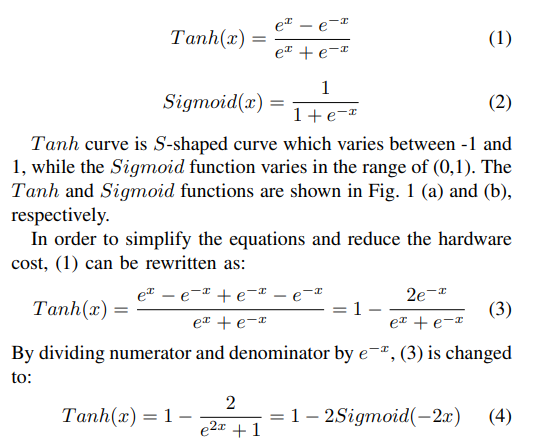 Tanh(x) = \frac{e^x − e^{−x}}{e^x + e^{−x}} (1)
Sigmoid(x) = \frac{1}{1 + e^{−x}} (2)
Tanh curve is S-shaped curve which varies between -1 and
1, while the Sigmoid function varies in the range of (0,1). The
Tanh and Sigmoid functions are shown in Fig. 1 (a) and (b),
respectively.
In order to simplify the equations and reduce the hardware
cost, (1) can be rewritten as:
Tanh(x) = \frac{e^x − e^{−x} + e^{−x} − e^{−x}}{e^x + e^{−x}} = 1 − \frac{2e^{−x}}{e^x + e^{−x}} (3)
By dividing numerator and denominator by e^{−x}, (3) is changed
to:
Tanh(x) = 1 − \frac{2}{e^{2x} + 1} = 1 − 2Sigmoid(−2x) (4)